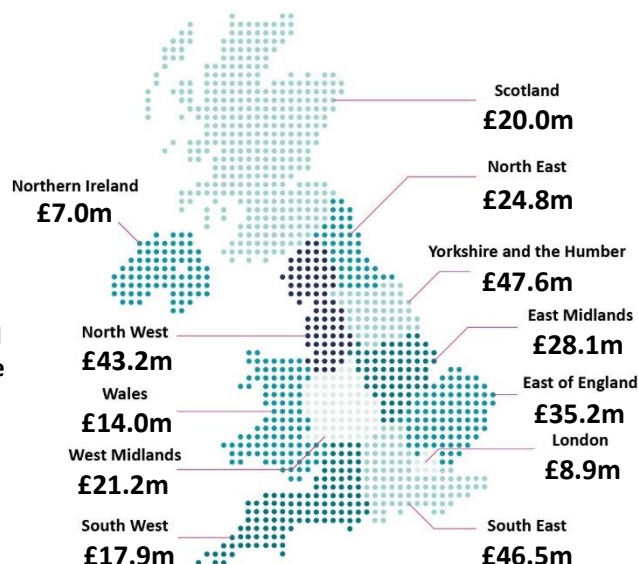 Scotland
£20.0m
North East
£24.8m
Northern Ireland
£7.0m
Yorkshire and the Humber
£47.6m
East Midlands
£28.1m
North West
£43.2m
East of England
£35.2m
Wales
£14.0m
London
£8.9m
West Midlands
£21.2m
South West
£17.9m
South East
£46.5m